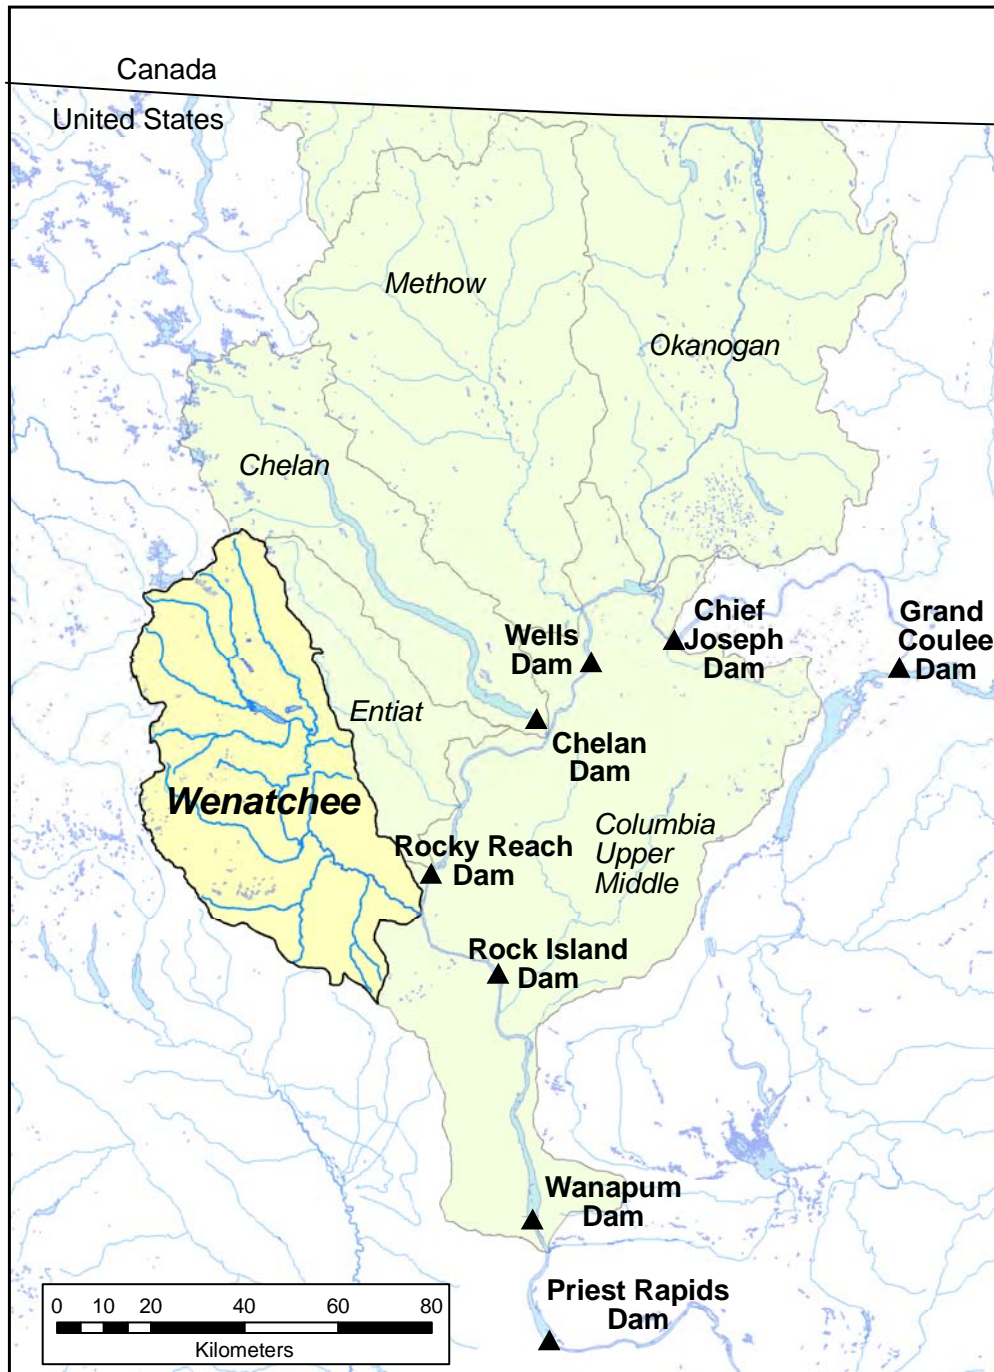 Canada
United States
Methow
Okanogan
Chelan
Wells
Dam
Chief
Joseph
Dam
Grand
Coulee
Dam
Entiat
Chelan
Dam
Wenatchee
Columbia
Upper
Middle
Rocky Reach
Dam
Rock Island
Dam
Wanapum
Dam
Priest Rapids
Dam
0 10 20 40 60 80
Kilometers